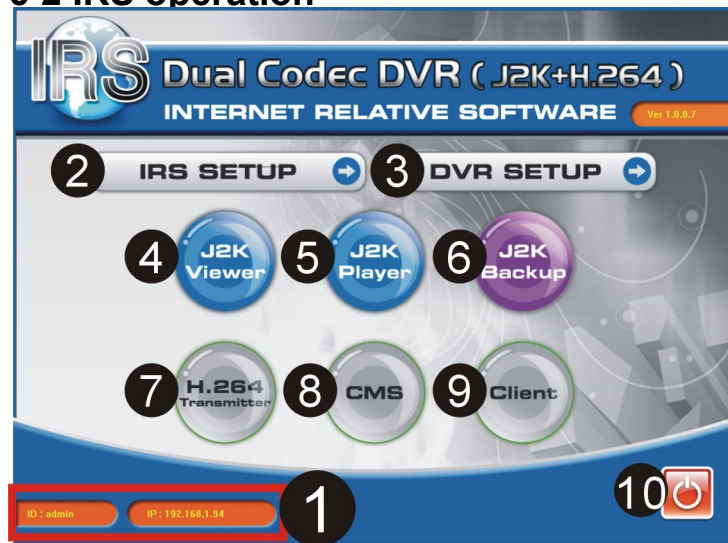 IRS
Dual Codec DVR ( J2K+H.264 )
INTERNET RELATIVE SOFTWARE Ver 1.0.0.7
2 IRS SETUP 3 DVR SETUP
4 J2K Viewer 5 J2K Player 6 J2K Backup
7 H.264 Transmitter 8 CMS 9 Client
ID : admin IP : 192.168.1.94 1 10